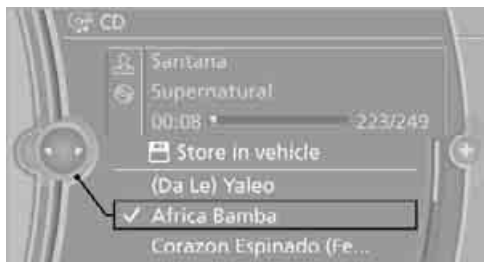 CD
Santana
Supernatural
00:08 223/249
Store in vehicle
(Da Le) Yaleo
Africa Bamba
Corazon Espinado (Fe...